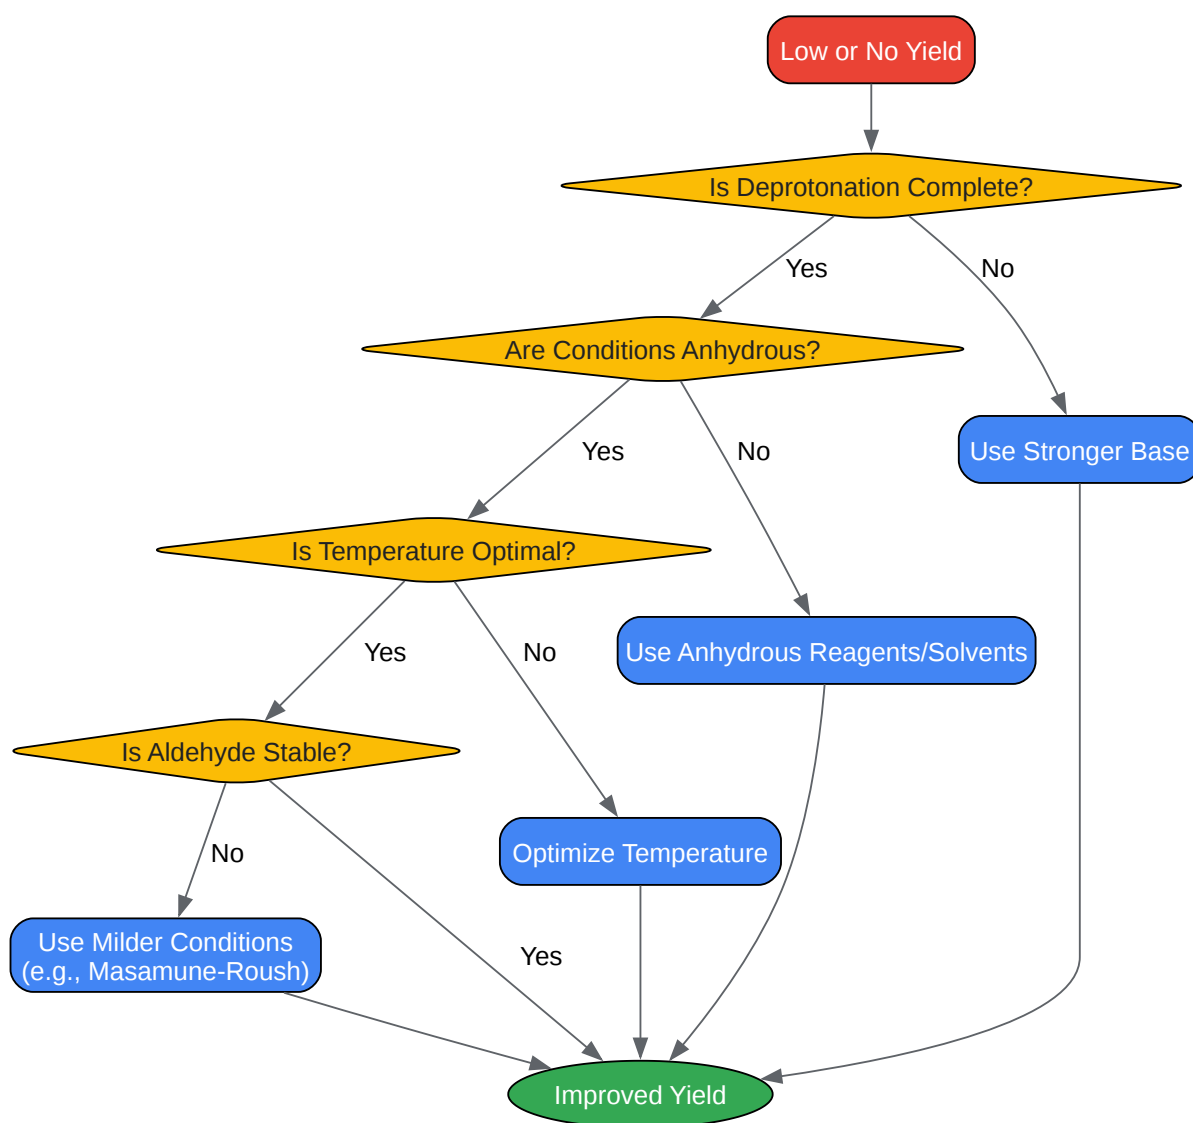 Low or No Yield
Is Deprotonation Complete?
Yes
No
Are Conditions Anhydrous?
Yes
No
Use Stronger Base
Is Temperature Optimal?
Yes
No
Use Anhydrous Reagents/Solvents
Is Aldehyde Stable?
No
Optimize Temperature
Use Milder Conditions
(e.g., Masamune-Roush)
Yes
Improved Yield